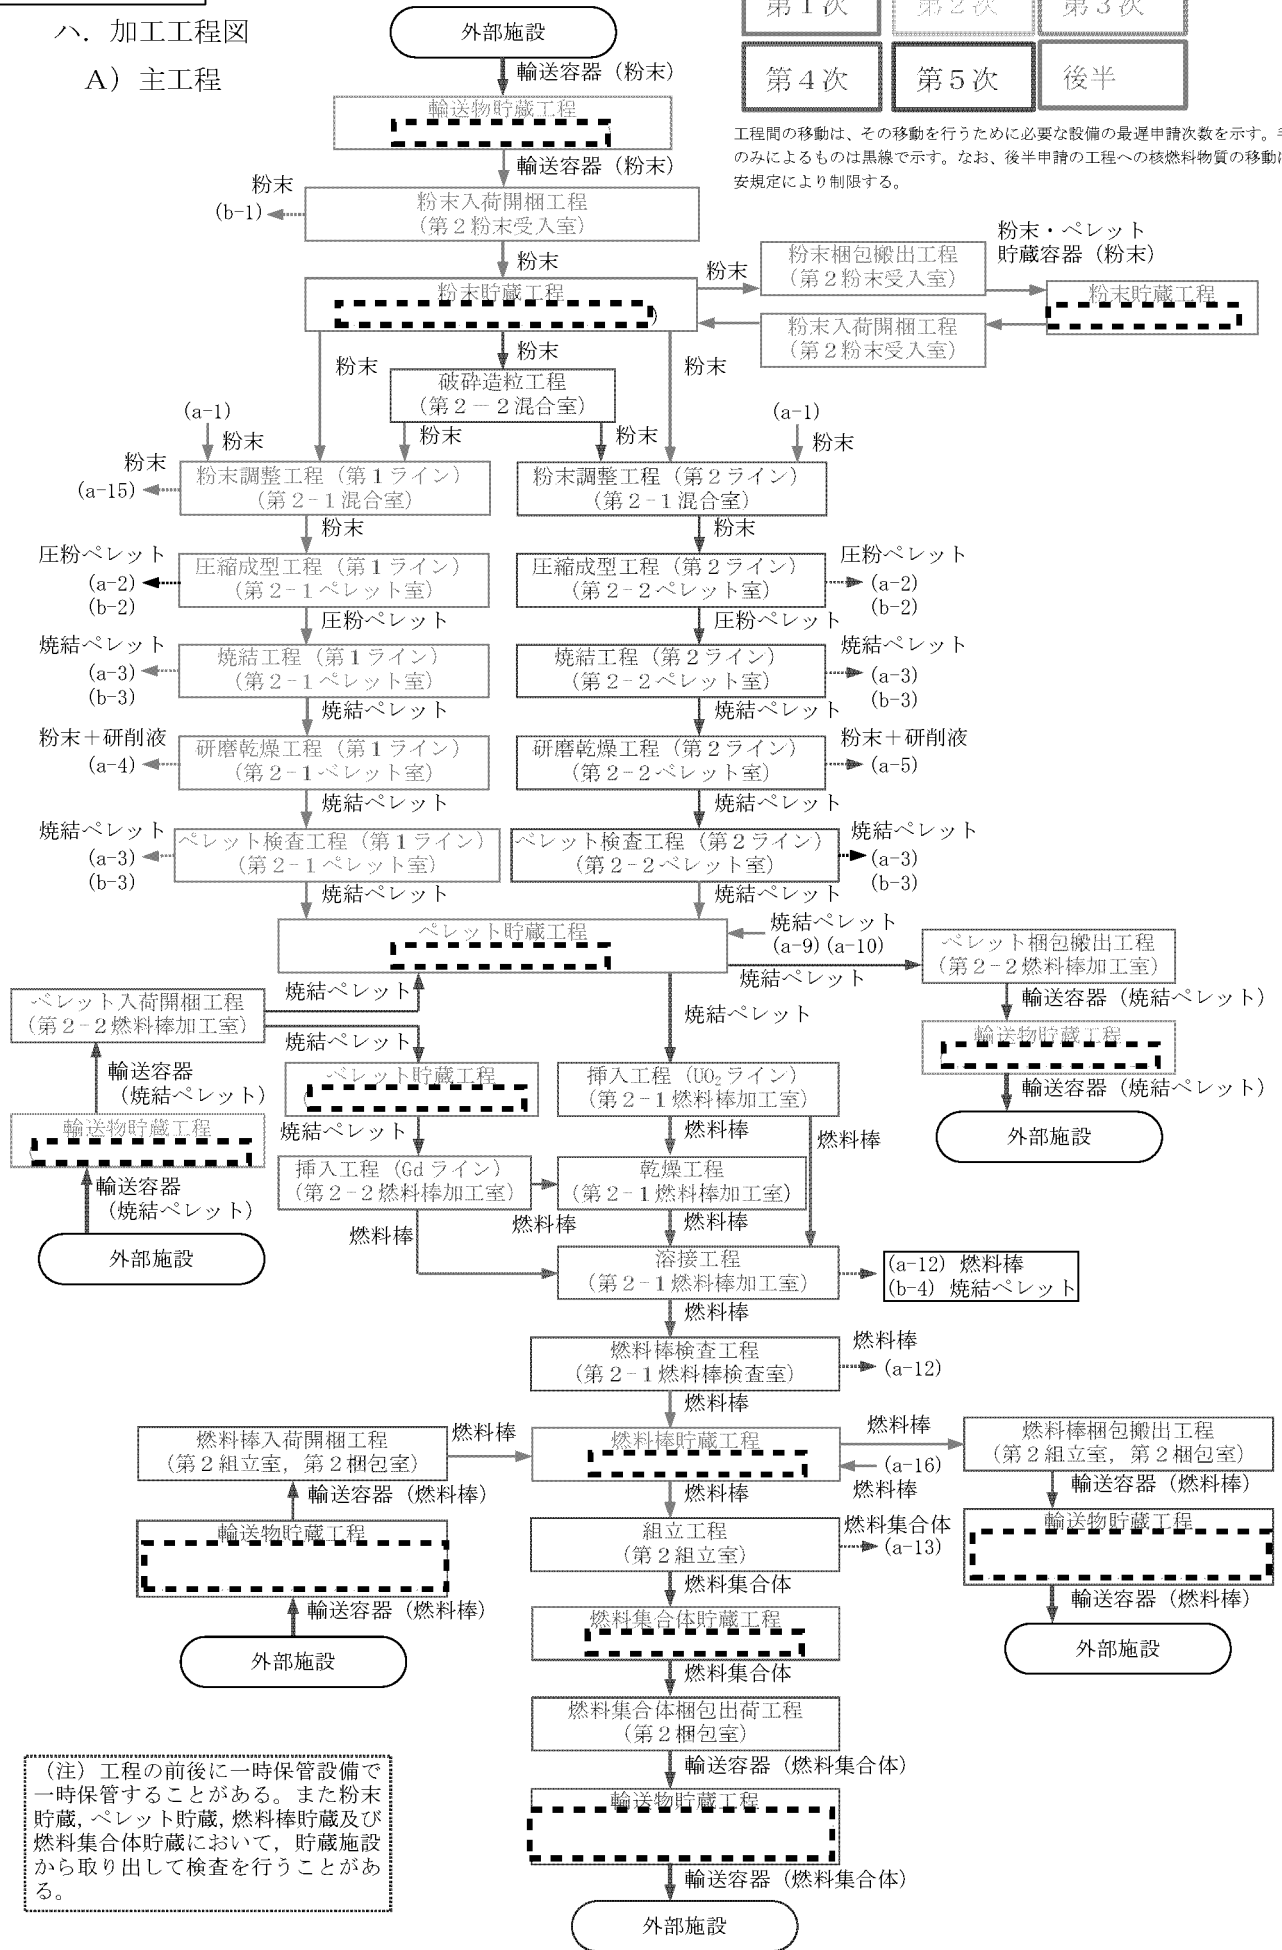 ハ．加工工程図
A）主工程
第１次
第２次
第３次
第４次
第５次
後半
工程間の移動は、その移動を行うために必要な設備の最遅申請次数を示す。
のみによるものは黒線で示す。なお、後半申請の工程への核燃料物質の移動
安規定により制限する。
外部施設
輸送容器（粉末）
輸送物貯蔵工程
輸送容器（粉末）
粉末
(b-1)
粉末入荷開梱工程
（第２粉末受入室）
粉末
粉末貯蔵工程
粉末
粉末梱包搬出工程
（第２粉末受入室）
粉末・ペレット
貯蔵容器（粉末）
粉末貯蔵工程
粉末入荷開梱工程
（第２粉末受入室）
粉末
粉末
粉末
破砕造粒工程
（第２－２混合室）
(a-1)
粉末
粉末
粉末
(a-1)
粉末
粉末
(a-15)
粉末調整工程（第１ライン）
（第２-１混合室）
粉末調整工程（第２ライン）
（第２-１混合室）
粉末
粉末
圧粉ペレット
(a-2)
(b-2)
圧縮成型工程（第１ライン）
（第２-１ペレット室）
圧縮成型工程（第２ライン）
（第２-２ペレット室）
圧粉ペレット
(a-2)
(b-2)
圧粉ペレット
圧粉ペレット
焼結ペレット
(a-3)
(b-3)
焼結工程（第１ライン）
（第２-１ペレット室）
焼結工程（第２ライン）
（第２-２ペレット室）
焼結ペレット
(a-3)
(b-3)
焼結ペレット
焼結ペレット
粉末＋研削液
(a-4)
研磨乾燥工程（第１ライン）
（第２-１ペレット室）
研磨乾燥工程（第２ライン）
（第２-２ペレット室）
粉末＋研削液
(a-5)
焼結ペレット
焼結ペレット
焼結ペレット
(a-3)
(b-3)
ペレット検査工程（第１ライン）
（第２-１ペレット室）
ペレット検査工程（第２ライン）
（第２-２ペレット室）
焼結ペレット
(a-3)
(b-3)
焼結ペレット
焼結ペレット
ペレット貯蔵工程
焼結ペレット
(a-9)(a-10)
焼結ペレット
ペレット梱包搬出工程
（第２-２燃料棒加工室）
輸送容器（焼結ペレット）
輸送物貯蔵工程
輸送容器（焼結ペレット）
外部施設
ペレット入荷開梱工程
（第２-２燃料棒加工室）
焼結ペレット
焼結ペレット
焼結ペレット
輸送容器
（焼結ペレット）
輸送物貯蔵工程
輸送容器
（焼結ペレット）
外部施設
ペレット貯蔵工程
焼結ペレット
挿入工程（UO₂ライン）
（第２-１燃料棒加工室）
燃料棒
燃料棒
挿入工程（Gdライン）
（第２-２燃料棒加工室）
乾燥工程
（第２-１燃料棒加工室）
燃料棒
燃料棒
燃料棒
溶接工程
（第２-１燃料棒加工室）
(a-12) 燃料棒
(b-4) 焼結ペレット
燃料棒
燃料棒検査工程
（第２-１燃料棒検査室）
燃料棒
(a-12)
燃料棒
燃料棒入荷開梱工程
（第２組立室，第２梱包室）
燃料棒
燃料棒貯蔵工程
燃料棒
(a-16)
燃料棒
燃料棒梱包搬出工程
（第２組立室，第２梱包室）
輸送容器（燃料棒）
燃料棒
輸送容器（燃料棒）
輸送物貯蔵工程
組立工程
（第２組立室）
燃料集合体
(a-13)
輸送物貯蔵工程
輸送容器（燃料棒）
燃料集合体
輸送容器（燃料棒）
外部施設
燃料集合体貯蔵工程
外部施設
燃料集合体
燃料集合体梱包出荷工程
（第２梱包室）
輸送容器（燃料集合体）
輸送物貯蔵工程
輸送容器（燃料集合体）
外部施設
（注）工程の前後に一時保管設備で
一時保管することがある。また粉末
貯蔵，ペレット貯蔵，燃料棒貯蔵及び
燃料集合体貯蔵において，貯蔵施設
から取り出して検査を行うことがあ
る。